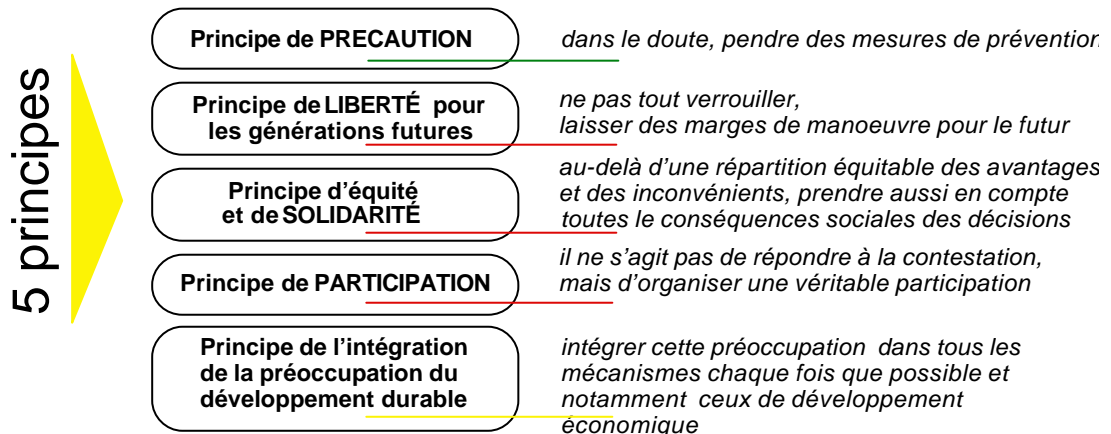 5 principes
Principe de PRECAUTION
dans le doute, pendre des mesures de prévention
Principe de LIBERTÉ pour
les générations futures
ne pas tout verrouiller,
laisser des marges de manoeuvre pour le futur
Principe d'équité
et de SOLIDARITÉ
au-delà d'une répartition équitable des avantages
et des inconvénients, prendre aussi en compte
toutes le conséquences sociales des décisions
Principe de PARTICIPATION
il ne s'agit pas de répondre à la contestation,
mais d'organiser une véritable participation
Principe de l'intégration
de la préoccupation du
développement durable
intégrer cette préoccupation dans tous les
mécanismes chaque fois que possible et
notamment ceux de développement
économique